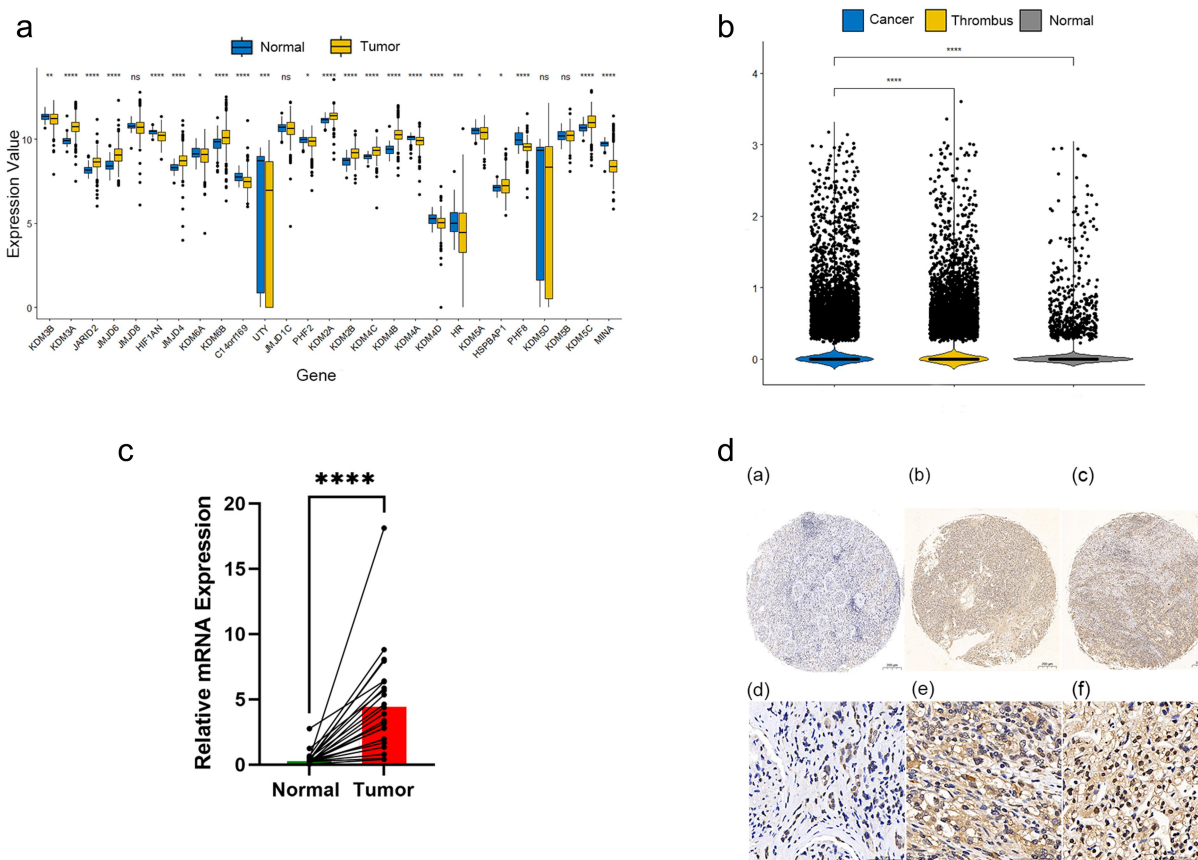 a
Normal Tumor
** **** **** **** ns **** **** * **** **** *** ns * **** **** **** **** **** **** *** * * **** ns ns **** ****
Expression Value
10
5
0
KDM3B KDM3A JARID2 JMJD6 JMJD8 HIF1AN JMJD4 KDM6A KDM6B C14orf169 UTY JMJD1C PHF2 KDM2A KDM2B KDM4C KDM4B KDM4A KDM4D HR KDM5A HSPBAP1 PHF8 KDM5D KDM5B KDM5C MINA
Gene
b
Cancer Thrombus Normal
****
****
4
3
2
1
0
c
****
Relative mRNA Expression
20
15
10
5
0
Normal Tumor
d
(a) (b) (c)
(d) (e) (f)